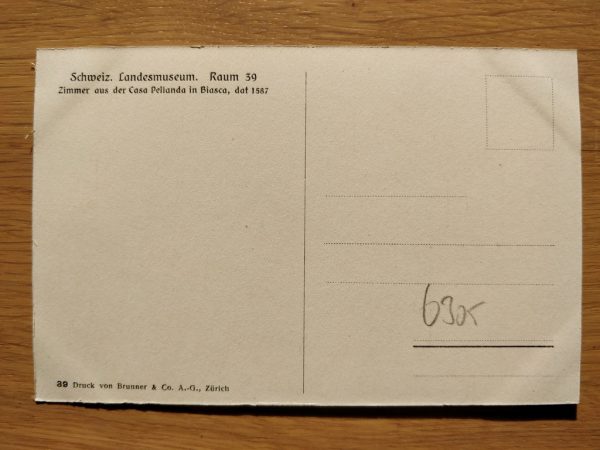 Schweiz. Landesmuseum. Raum 39
Zimmer aus der Casa Pellanda in Biasca, dat 1587
39 Druck von Brunner & Co. A.-G., Zürich